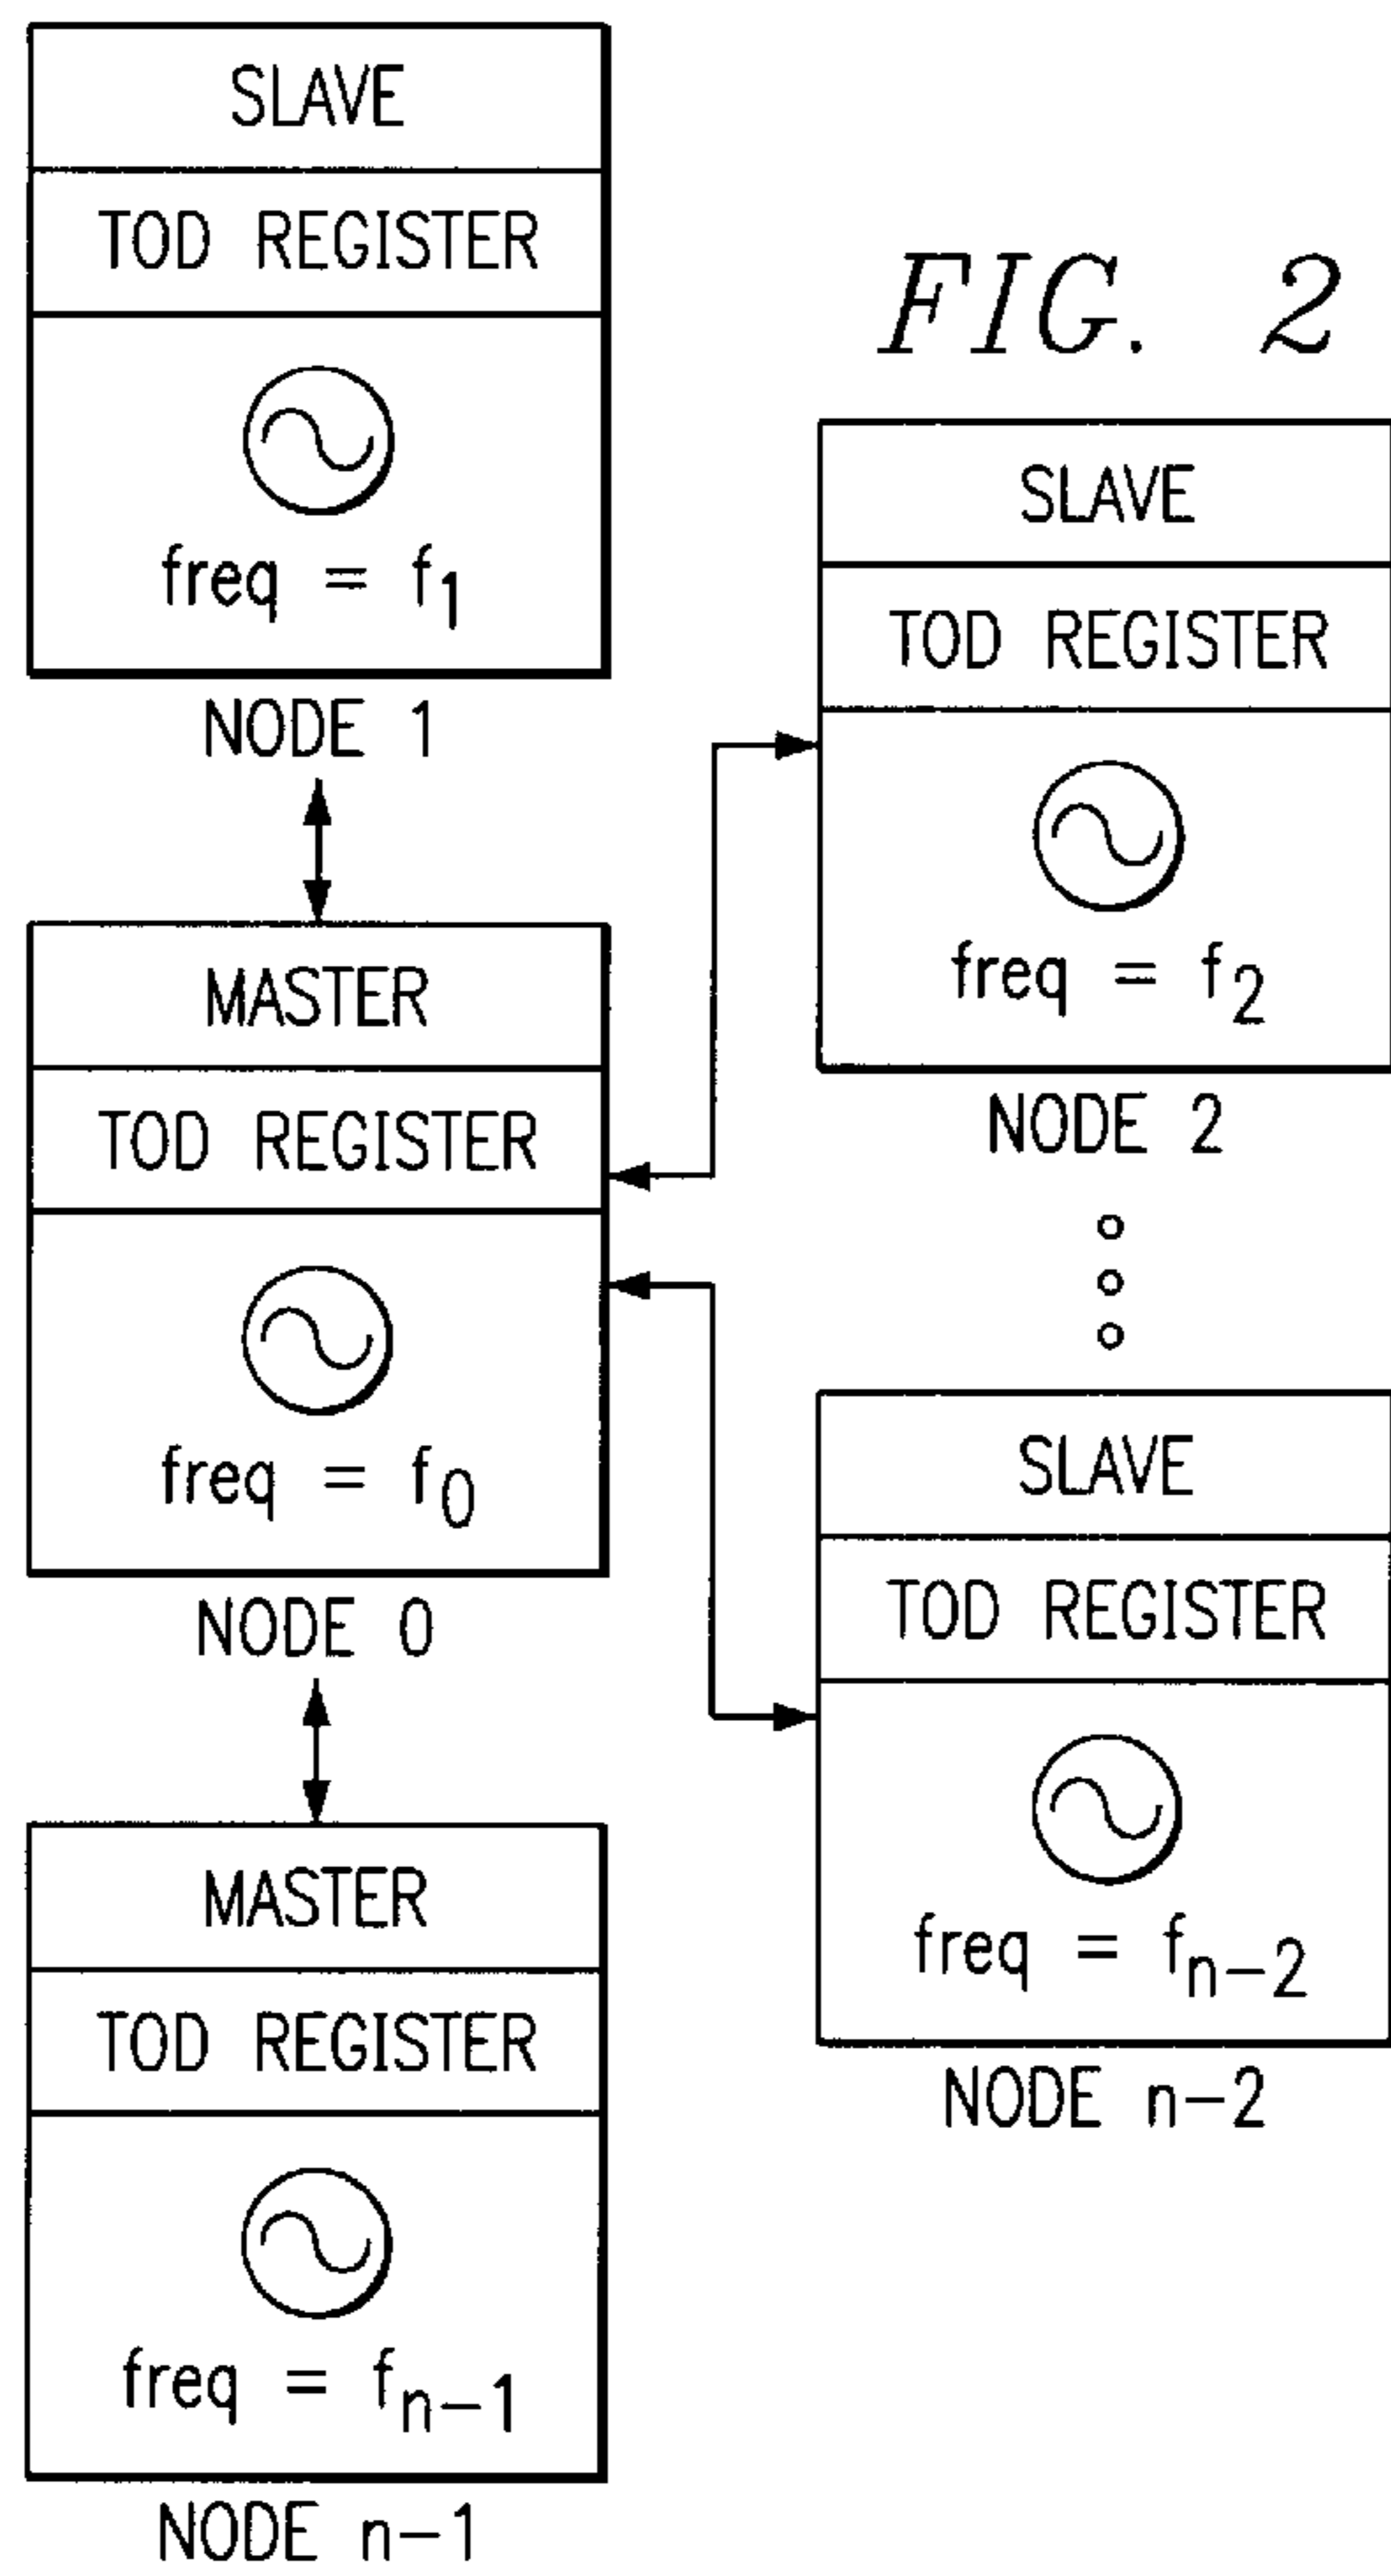 SLAVE
TOD REGISTER
freq = f₁
NODE 1
FIG. 2
SLAVE
TOD REGISTER
freq = f₂
NODE 2
MASTER
TOD REGISTER
freq = f₀
NODE 0
SLAVE
TOD REGISTER
freq = fₙ₋₂
NODE n-2
MASTER
TOD REGISTER
freq = fₙ₋₁
NODE n-1